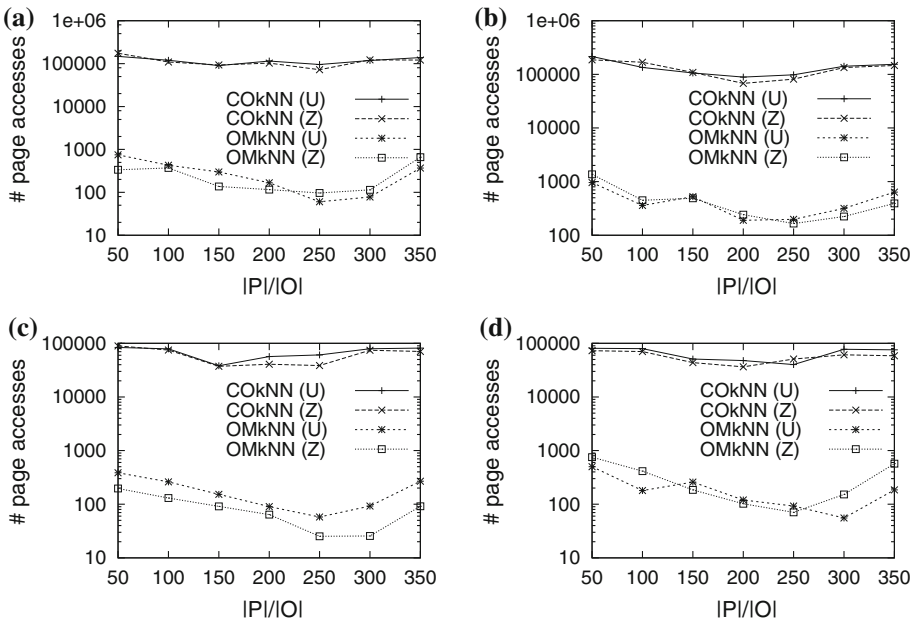 (a)
1e+06
100000
10000
1000
100
10
# page accesses
COkNN (U)
COkNN (Z)
OMkNN (U)
OMkNN (Z)
50 100 150 200 250 300 350
|P|/|O|
(b)
1e+06
100000
10000
1000
100
# page accesses
COkNN (U)
COkNN (Z)
OMkNN (U)
OMkNN (Z)
50 100 150 200 250 300 350
|P|/|O|
(c)
100000
10000
1000
100
10
# page accesses
COkNN (U)
COkNN (Z)
OMkNN (U)
OMkNN (Z)
50 100 150 200 250 300 350
|P|/|O|
(d)
100000
10000
1000
100
10
# page accesses
COkNN (U)
COkNN (Z)
OMkNN (U)
OMkNN (Z)
50 100 150 200 250 300 350
|P|/|O|